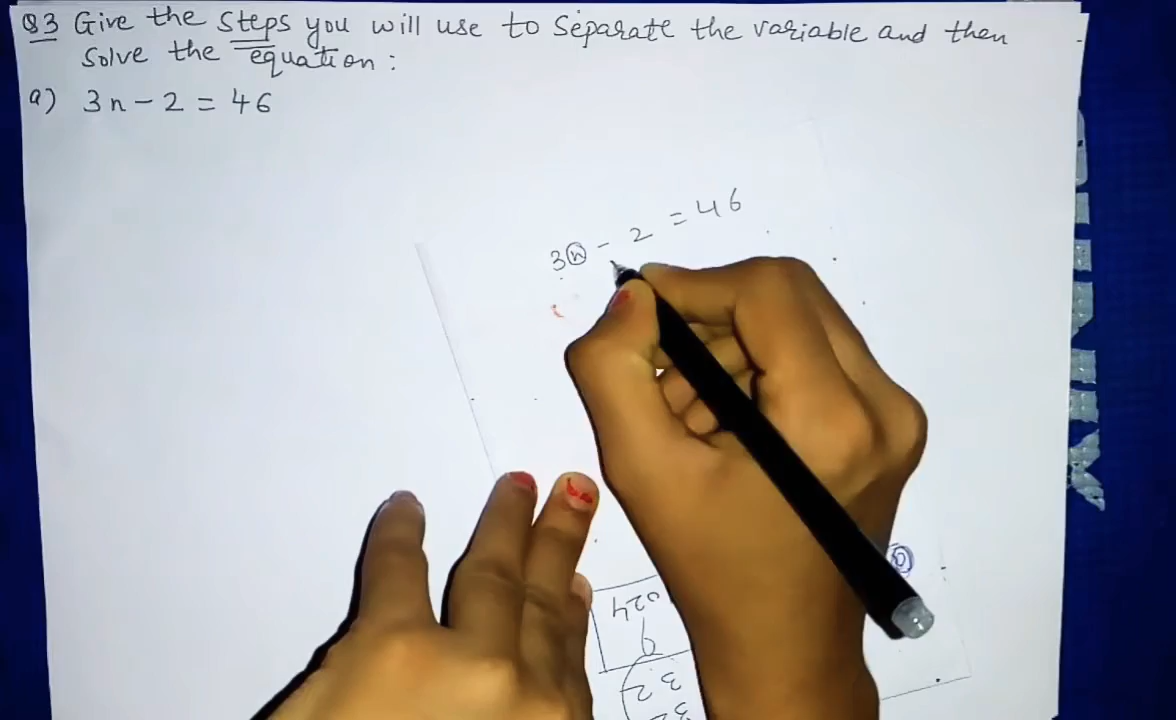 Q3 Give the steps you will use to separate the variable and then
solve the equation :
a) 3n - 2 = 46
3n - 2 = 46